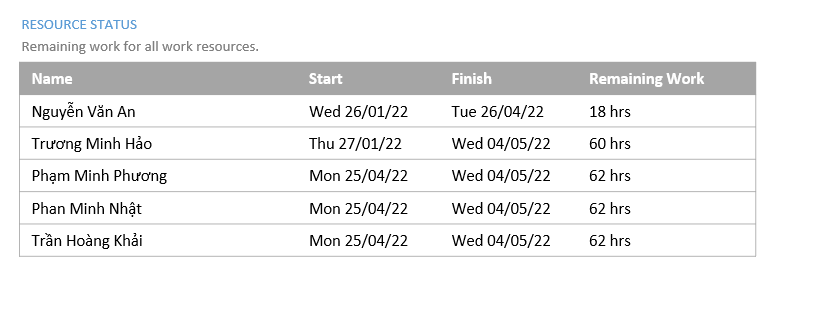 RESOURCE STATUS
Remaining work for all work resources.
Name Start Finish Remaining Work
Nguyễn Văn An Wed 26/01/22 Tue 26/04/22 18 hrs
Trương Minh Hảo Thu 27/01/22 Wed 04/05/22 60 hrs
Phạm Minh Phương Mon 25/04/22 Wed 04/05/22 62 hrs
Phan Minh Nhật Mon 25/04/22 Wed 04/05/22 62 hrs
Trần Hoàng Khải Mon 25/04/22 Wed 04/05/22 62 hrs